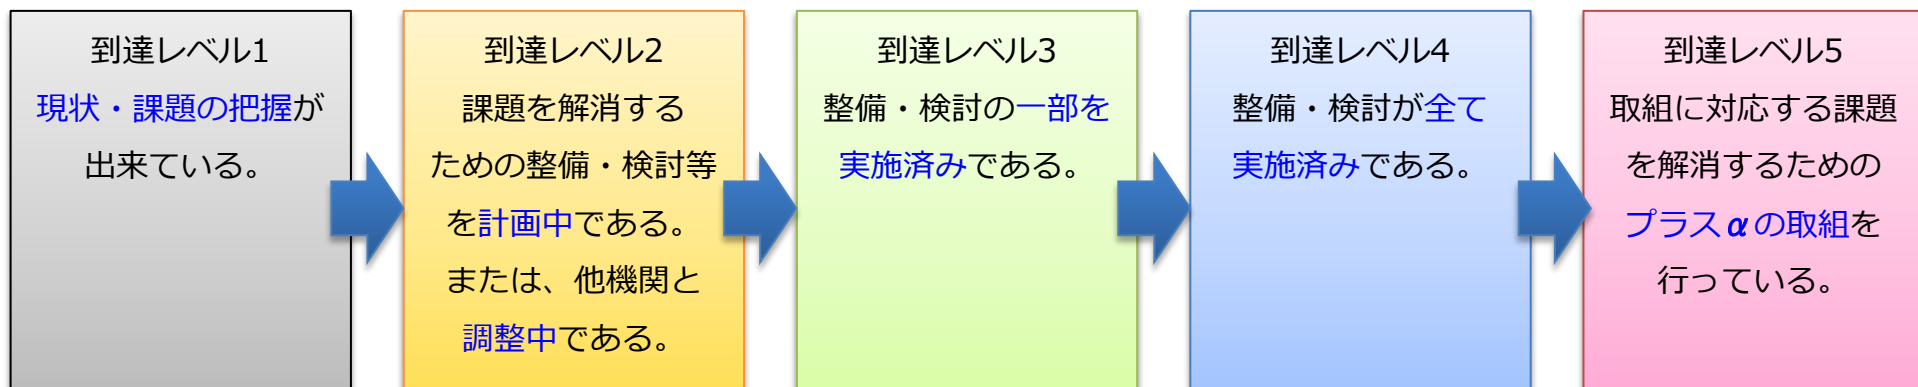 到達レベル1
現状・課題の把握が
出来ている。
到達レベル2
課題を解消する
ための整備・検討等
を計画中である。
または、他機関と
調整中である。
到達レベル3
整備・検討の一部を
実施済みである。
到達レベル4
整備・検討が全て
実施済みである。
到達レベル5
取組に対応する課題
を解消するための
プラスαの取組を
行っている。